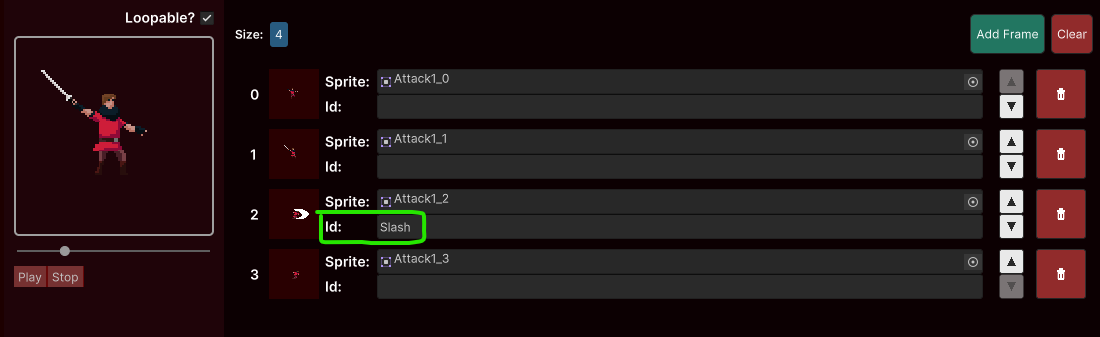 Loopable?
Size: 4
Add Frame
Clear
0
Sprite: Attack1_0
Id:
1
Sprite: Attack1_1
Id:
2
Sprite: Attack1_2
Id: Slash
3
Sprite: Attack1_3
Id:
Play
Stop